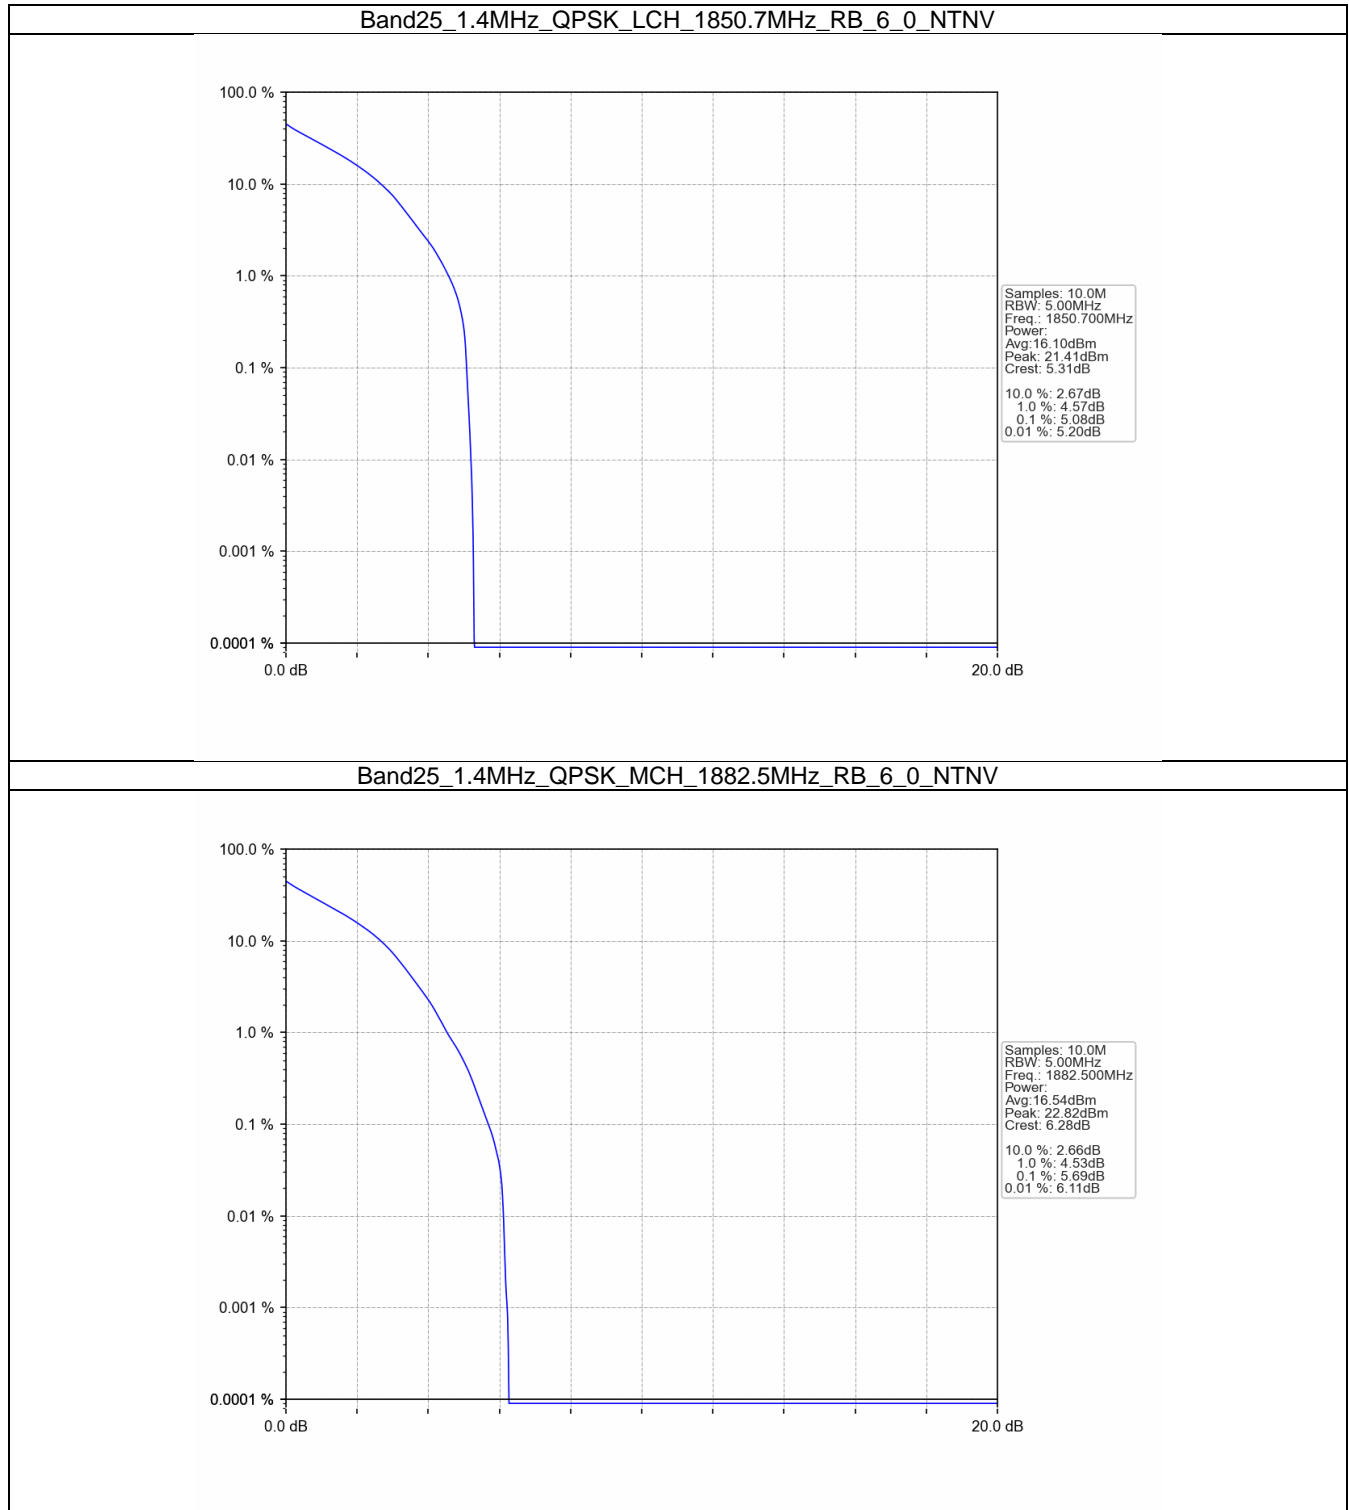 Band25_1.4MHz_QPSK_LCH_1850.7MHz_RB_6_0_NTNV
100.0 %
10.0 %
1.0 %
0.1 %
0.01 %
0.001 %
0.0001 %
0.0 dB
20.0 dB
Samples: 10.0M
RBW: 5.00MHz
Freq.: 1850.700MHz
Power:
Avg:16.10dBm
Peak: 21.41dBm
Crest: 5.31dB
10.0 %: 2.67dB
1.0 %: 4.57dB
0.1 %: 5.08dB
0.01 %: 5.20dB
Band25_1.4MHz_QPSK_MCH_1882.5MHz_RB_6_0_NTNV
100.0 %
10.0 %
1.0 %
0.1 %
0.01 %
0.001 %
0.0001 %
0.0 dB
20.0 dB
Samples: 10.0M
RBW: 5.00MHz
Freq.: 1882.500MHz
Power:
Avg:16.54dBm
Peak: 22.82dBm
Crest: 6.28dB
10.0 %: 2.66dB
1.0 %: 4.53dB
0.1 %: 5.69dB
0.01 %: 6.11dB